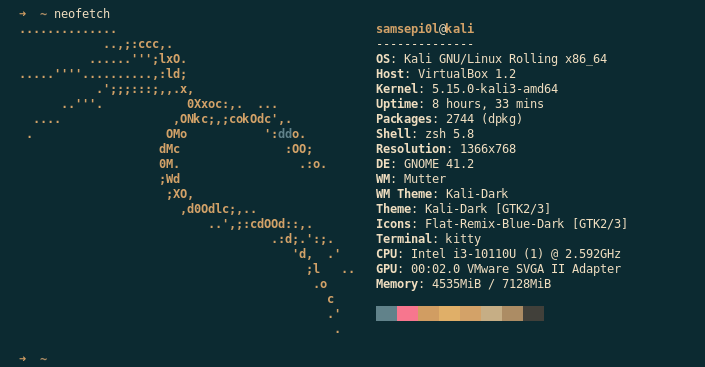 ➜  ~ neofetch
..............
            ..,;:ccc,.
          ......''';lxO.
.....''''..........,:ld;
           .';;;:::;,,.x,
      ..'''.            0Xxoc:,.  ...
  ....                ,ONkc;,;cokOdc',.
 .                   OMo           ':ddo.
                    dMc               :OO;
                    0M.                 .:o.
                    ;Wd
                     ;XO,
                       ,d0Odlc;,..
                           ..',;:cdOOd::,.
                                    .:d;.':;.
                                       'd,  .'
                                         ;l   ..
                                          .o
                                            c
                                            .'
                                             .
samsepi0l@kali
--------------
OS: Kali GNU/Linux Rolling x86_64
Host: VirtualBox 1.2
Kernel: 5.15.0-kali3-amd64
Uptime: 8 hours, 33 mins
Packages: 2744 (dpkg)
Shell: zsh 5.8
Resolution: 1366x768
DE: GNOME 41.2
WM: Mutter
WM Theme: Kali-Dark
Theme: Kali-Dark [GTK2/3]
Icons: Flat-Remix-Blue-Dark [GTK2/3]
Terminal: kitty
CPU: Intel i3-10110U (1) @ 2.592GHz
GPU: 00:02.0 VMware SVGA II Adapter
Memory: 4535MiB / 7128MiB
➜  ~